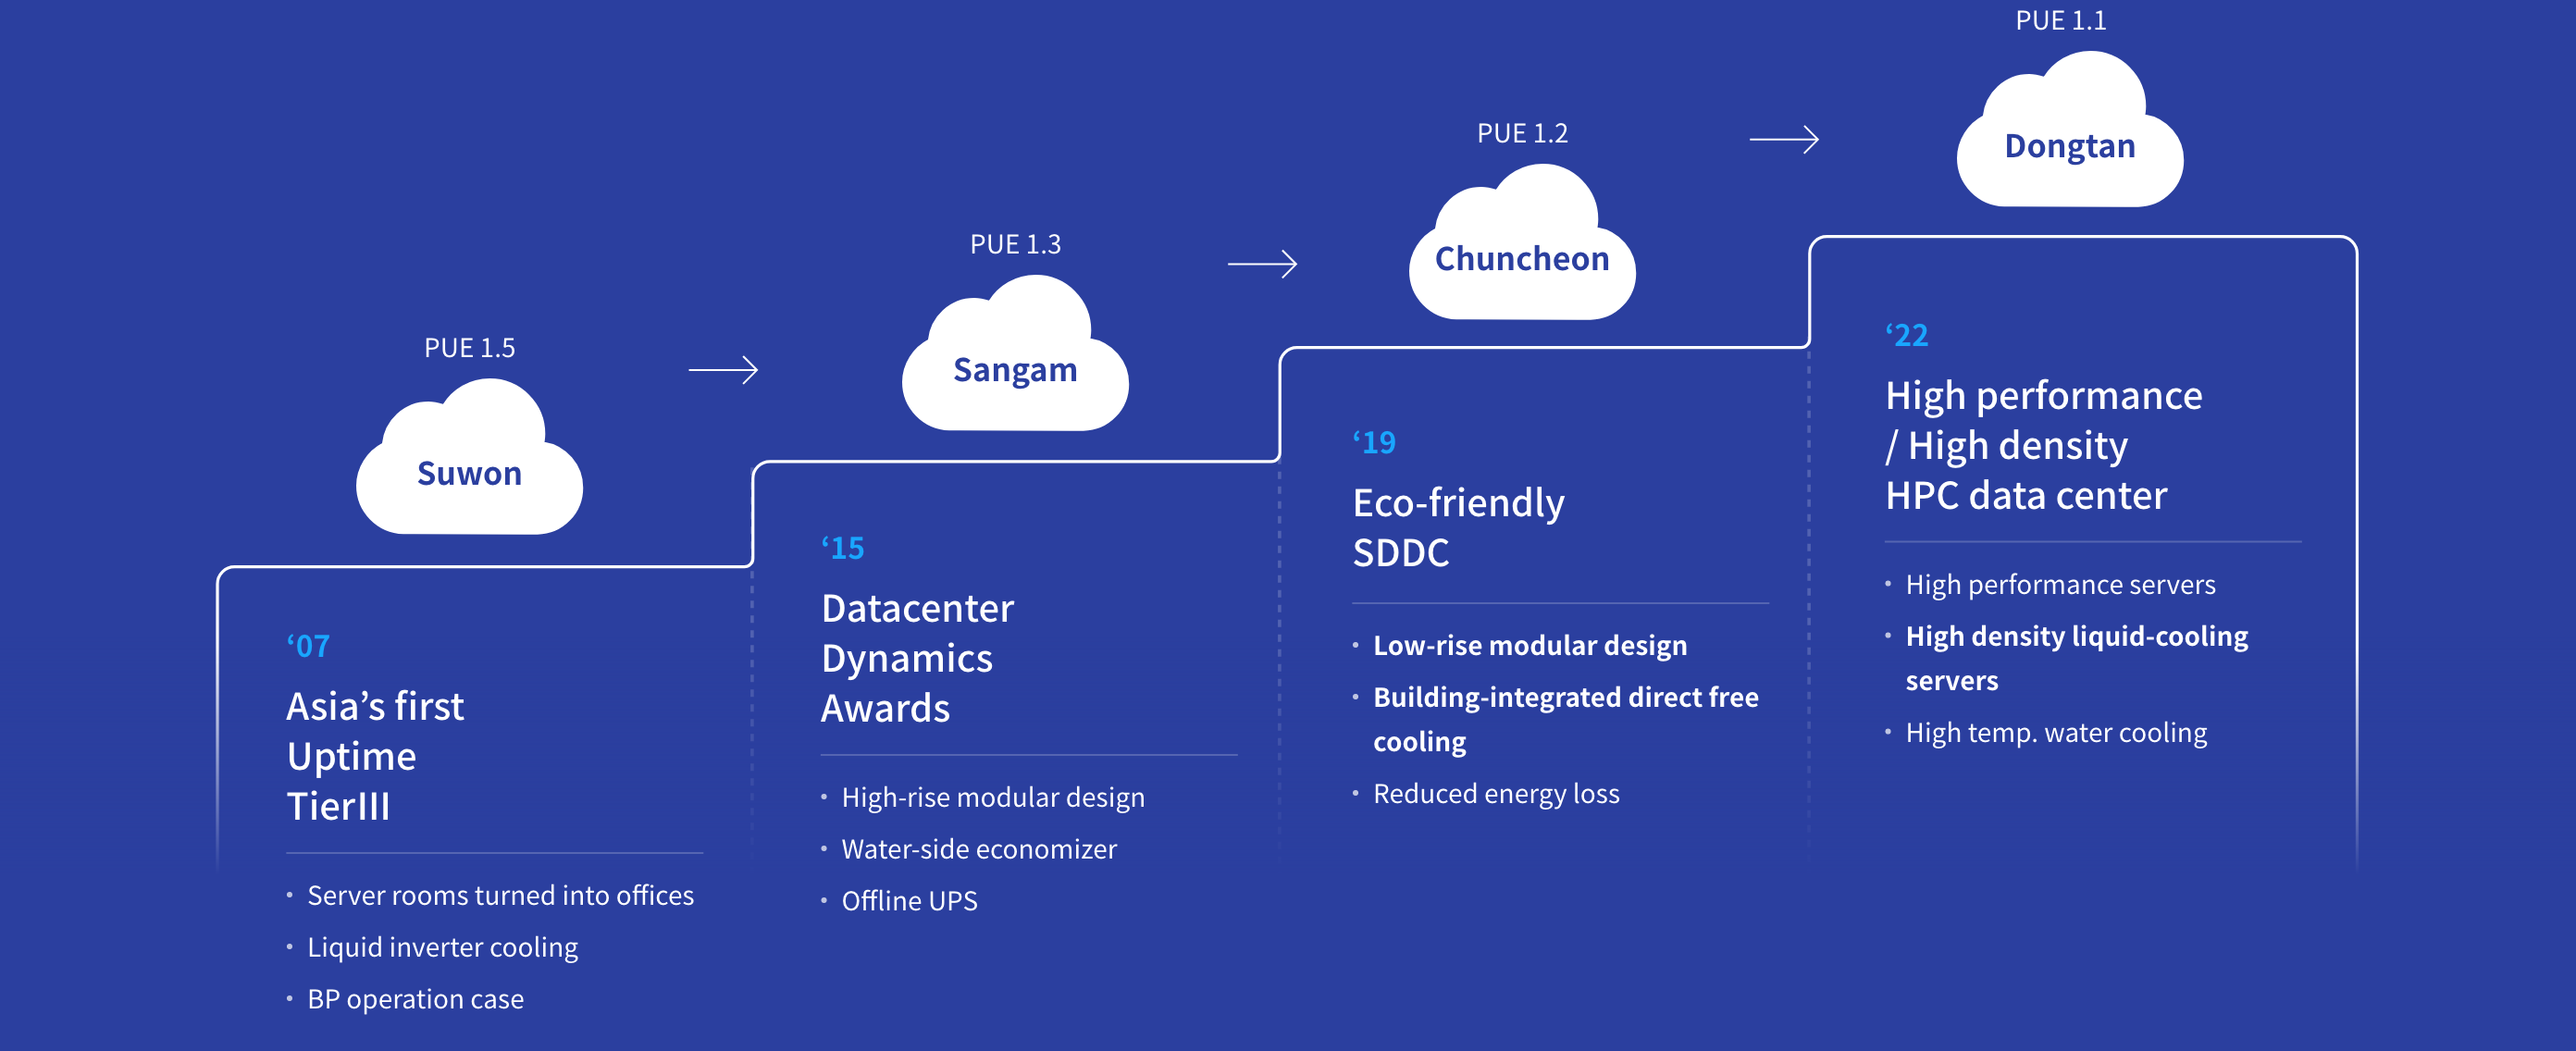 PUE 1.5
Suwon
‘07
Asia’s first
Uptime
TierIII
• Server rooms turned into offices
• Liquid inverter cooling
• BP operation case
PUE 1.3
Sangam
‘15
Datacenter
Dynamics
Awards
• High-rise modular design
• Water-side economizer
• Offline UPS
PUE 1.2
Chuncheon
‘19
Eco-friendly
SDDC
• Low-rise modular design
• Building-integrated direct free
cooling
• Reduced energy loss
PUE 1.1
Dongtan
‘22
High performance
/ High density
HPC data center
• High performance servers
• High density liquid-cooling
servers
• High temp. water cooling